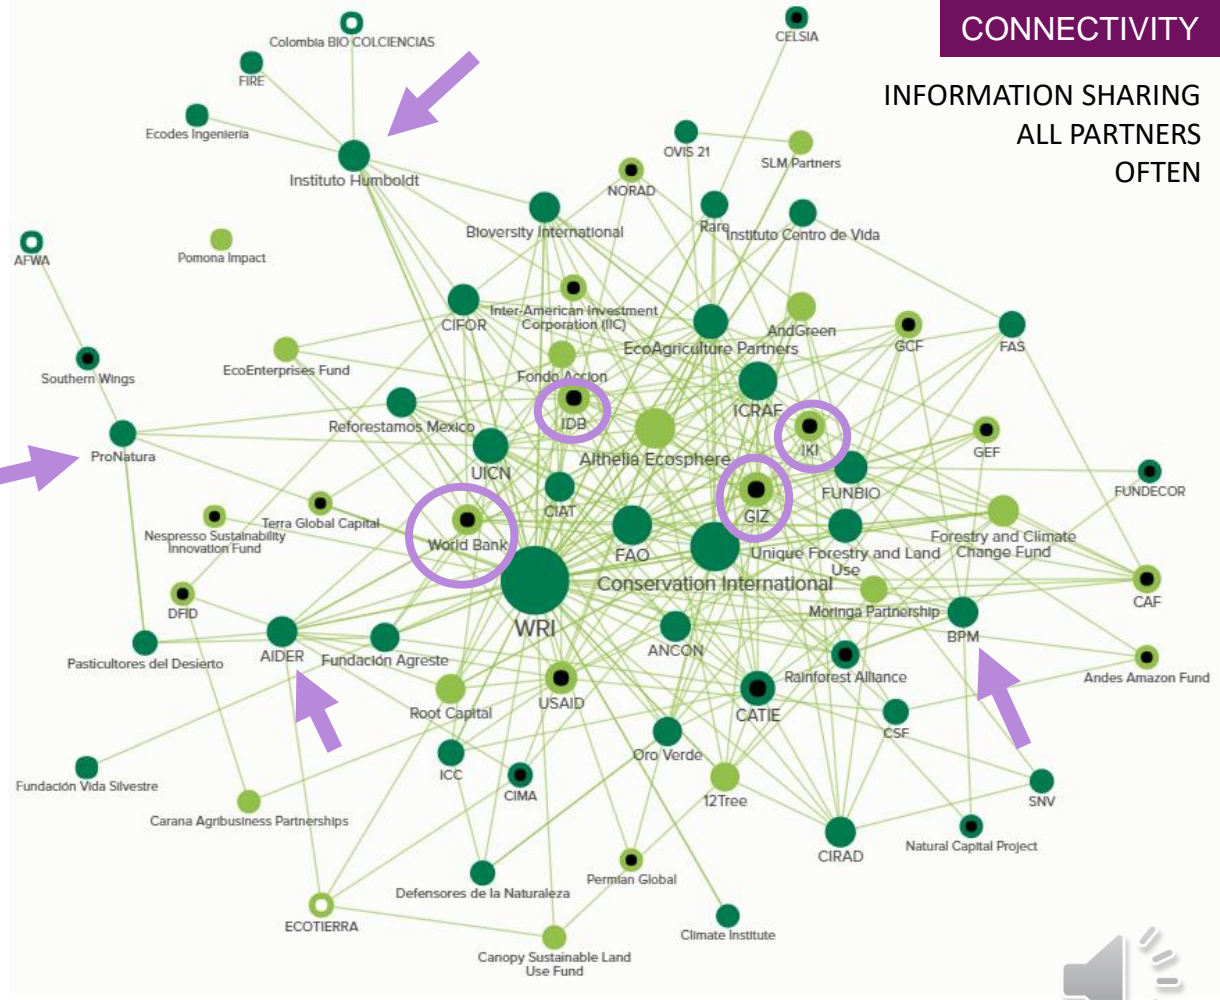 CONNECTIVITY
INFORMATION SHARING
ALL PARTNERS
OFTEN
Colombia BIO COLCIENCIAS
CELSIA
FIRE
Ecodes Ingeniería
OVIS 21
SLM Partners
Instituto Humboldt
NORAD
Rare
Instituto Centro de Vida
Bioversity International
AFWA
Pomona Impact
CIFOR
Inter-American Investment
Corporation (IIC)
AndGreen
EcoAgriculture Partners
GCF
FAS
Southern Wings
EcoEnterprises Fund
Fondo Accion
ICRAF
IDB
Reforestamos Mexico
Althelia Ecosphere
IKI
GEF
ProNatura
UICN
FUNBIO
FUNDECOR
CIAT
GIZ
Terra Global Capital
Nespresso Sustainability
Innovation Fund
World Bank
FAO
Unique Forestry and Land
Use
Forestry and Climate
Change Fund
Conservation International
CAF
DFID
Moringa Partnership
WRI
BPM
ANCON
AIDER
Fundación Agreste
Pasticultores del Desierto
Rainforest Alliance
Andes Amazon Fund
USAID
Root Capital
CATIE
CSF
Oro Verde
ICC
Fundación Vida Silvestre
CIMA
12Tree
SNV
Carana Agribusiness Partnerships
CIRAD
Natural Capital Project
Permian Global
Defensores de la Naturaleza
ECOTIERRA
Climate Institute
Canopy Sustainable Land
Use Fund